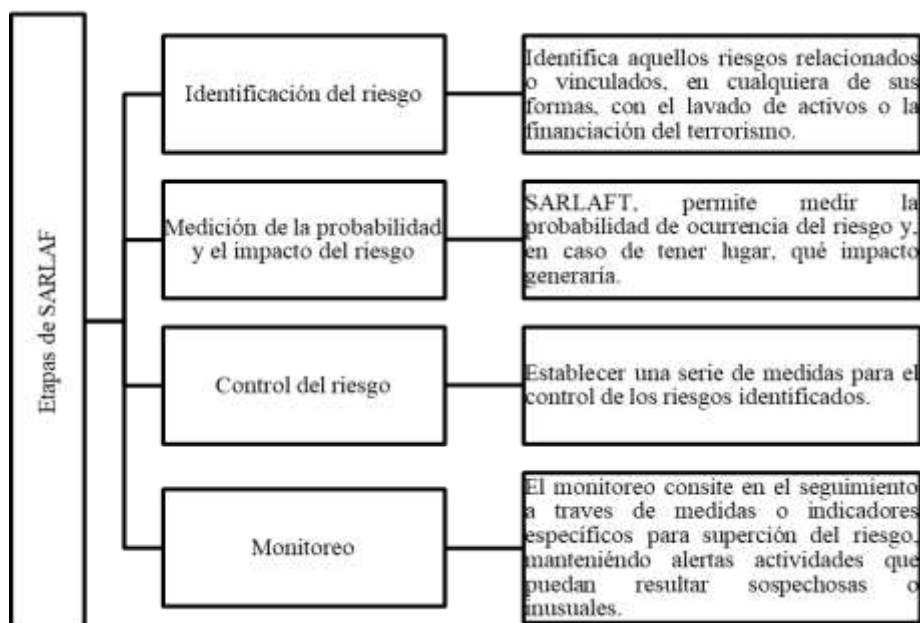 Etapas de SARLAF
Identificación del riesgo
Identifica aquellos riesgos relacionados
o vinculados, en cualquiera de sus
formas, con el lavado de activos o la
financiación del terrorismo.
Medición de la probabilidad
y el impacto del riesgo
SARLAFT, permite medir la
probabilidad de ocurrencia del riesgo y,
en caso de tener lugar, qué impacto
generaría.
Control del riesgo
Establecer una serie de medidas para el
control de los riesgos identificados.
Monitoreo
El monitoreo consite en el seguimiento
a traves de medidas o indicadores
específicos para superción del riesgo,
manteniéndo alertas actividades que
puedan resultar sospechosas o
inusuales.